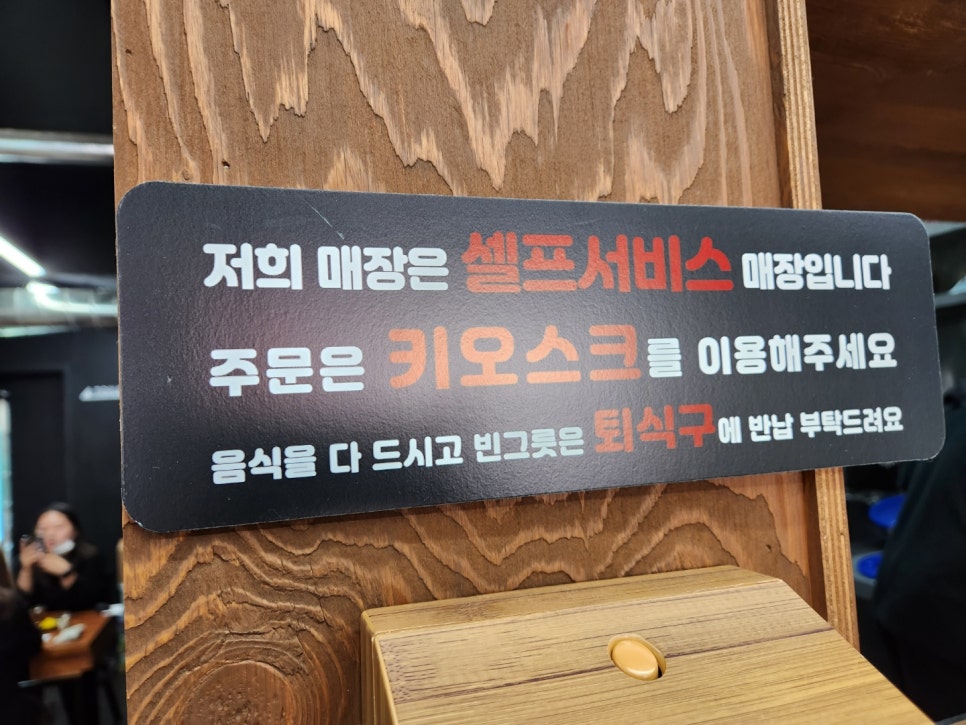 저희 매장은 셀프서비스 매장입니다
주문은 키오스크를 이용해주세요
음식을 다 드시고 빈그릇은 퇴식구에 반납 부탁드려요